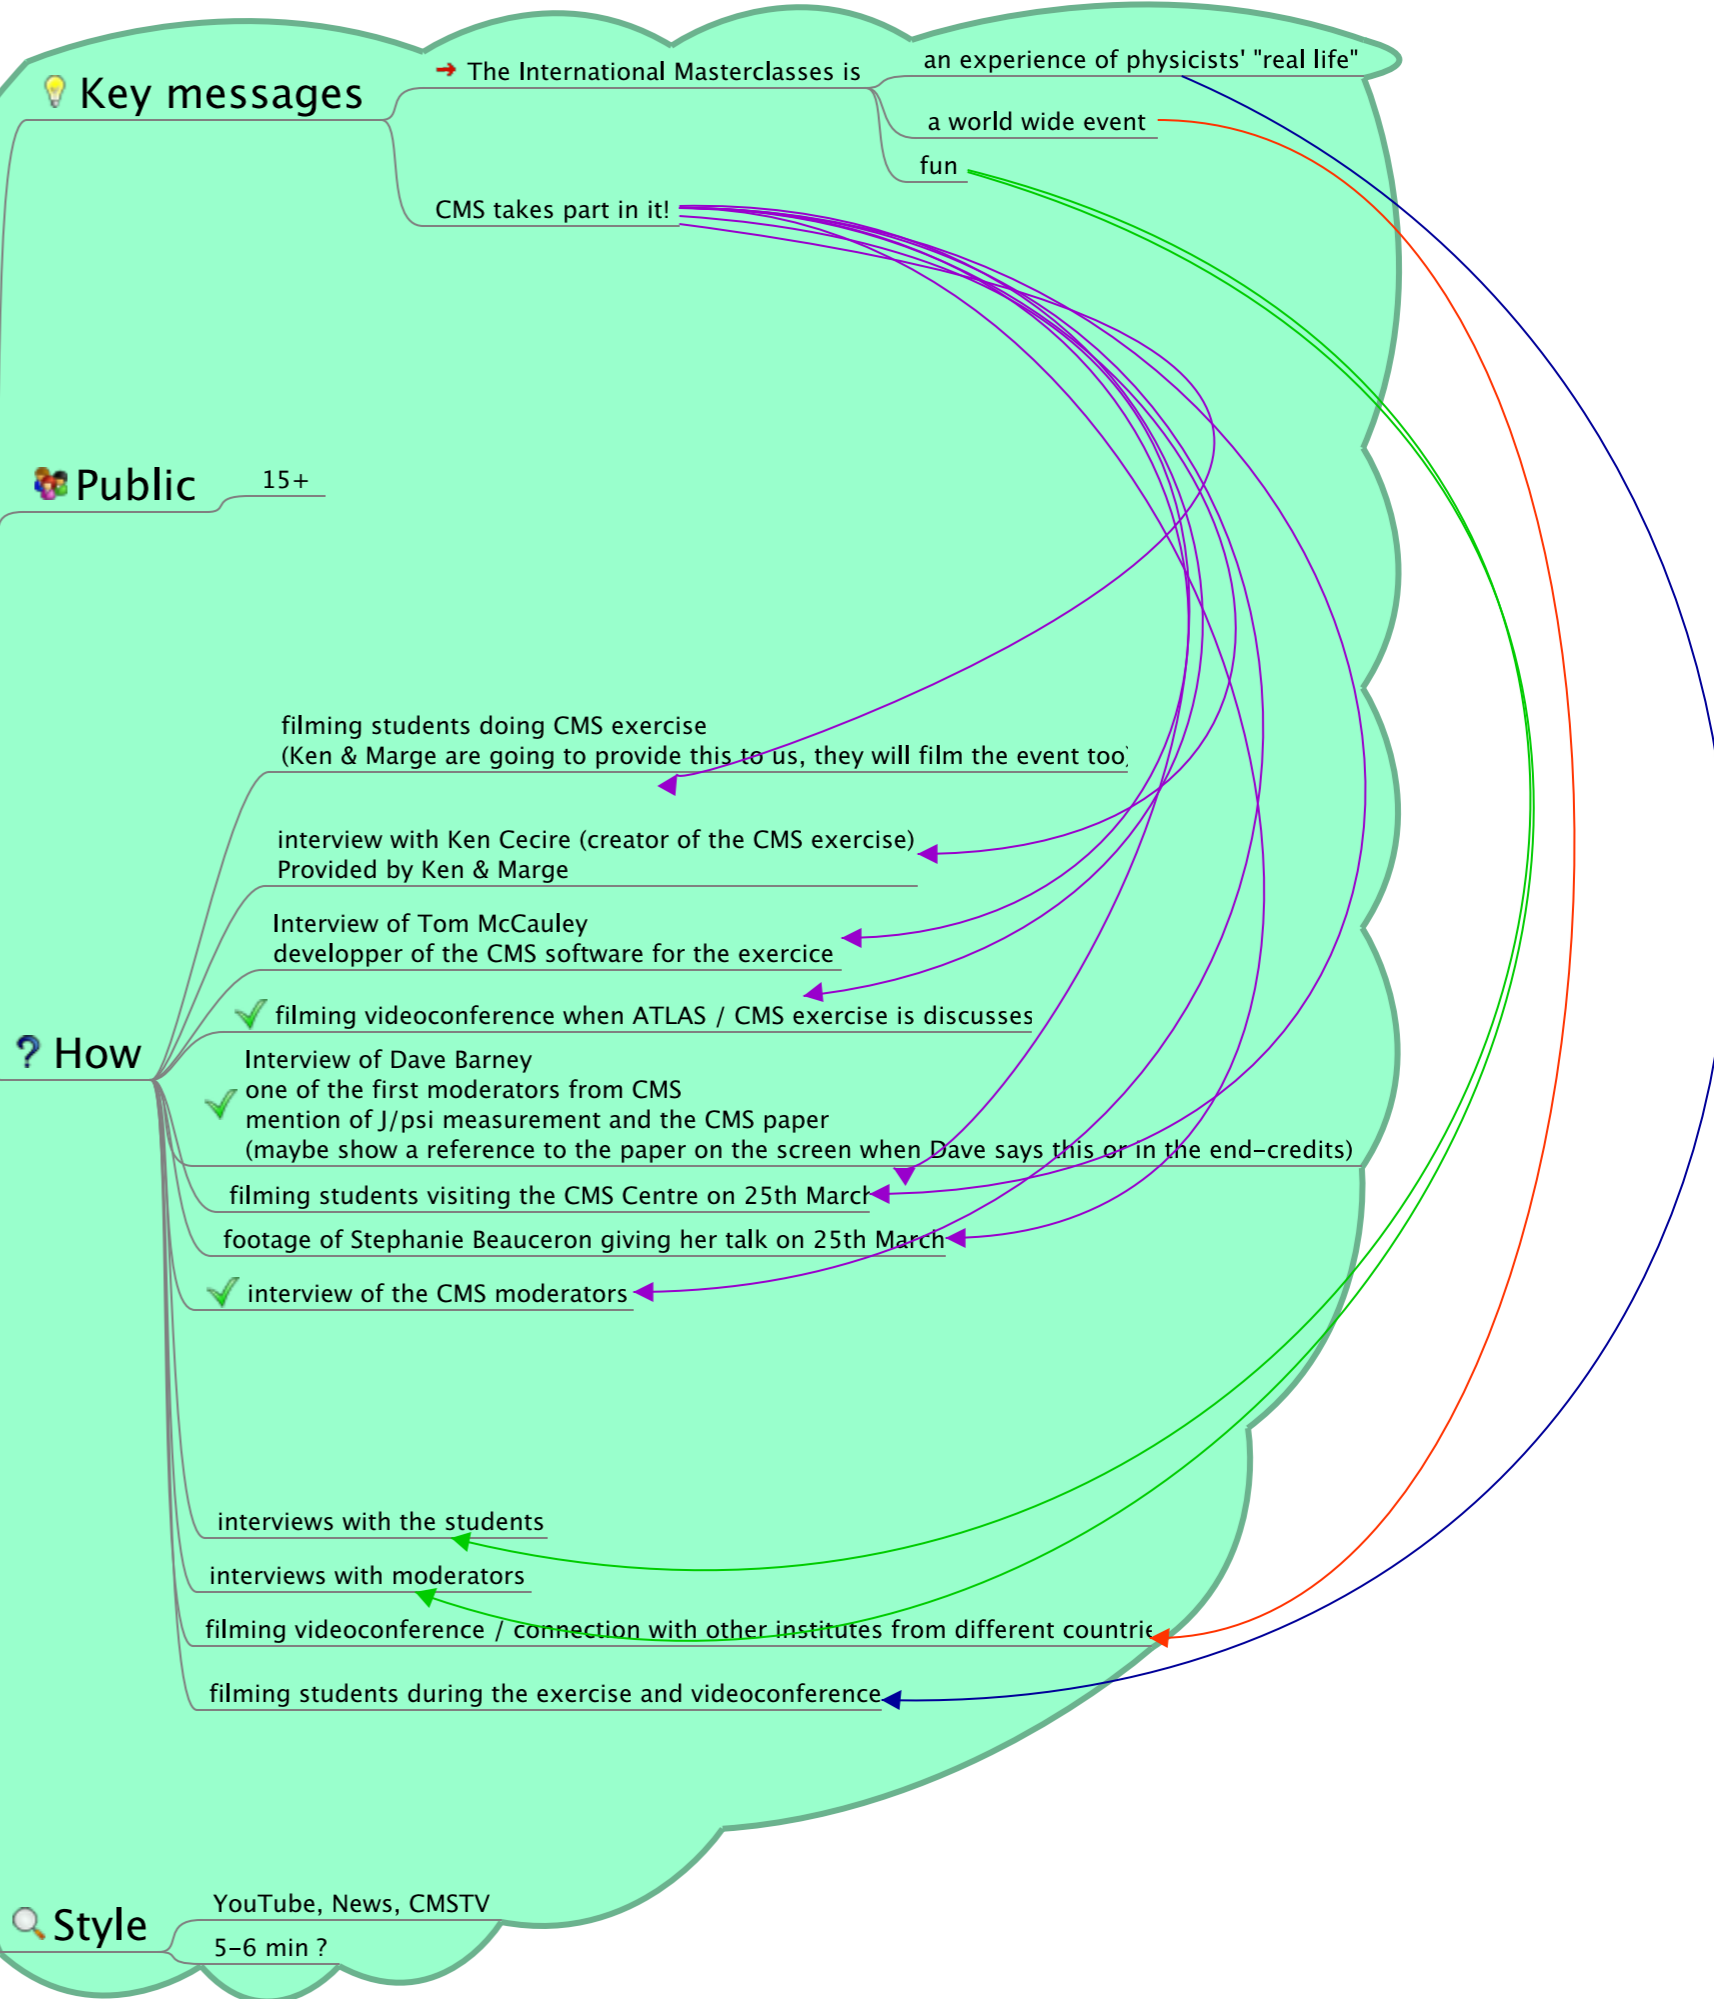 Key messages
The International Masterclasses is
an experience of physicists' "real life"
a world wide event
fun
CMS takes part in it!
Public
15+
How
filming students doing CMS exercise
(Ken & Marge are going to provide this to us, they will film the event too)
interview with Ken Cecire (creator of the CMS exercise)
Provided by Ken & Marge
Interview of Tom McCauley
developper of the CMS software for the exercice
filming videoconference when ATLAS / CMS exercise is discusses
Interview of Dave Barney
one of the first moderators from CMS
mention of J/psi measurement and the CMS paper
(maybe show a reference to the paper on the screen when Dave says this or in the end-credits)
filming students visiting the CMS Centre on 25th March
footage of Stephanie Beauceron giving her talk on 25th March
interview of the CMS moderators
interviews with the students
interviews with moderators
filming videoconference / connection with other institutes from different countrie
filming students during the exercise and videoconference
Style
YouTube, News, CMSTV
5-6 min ?